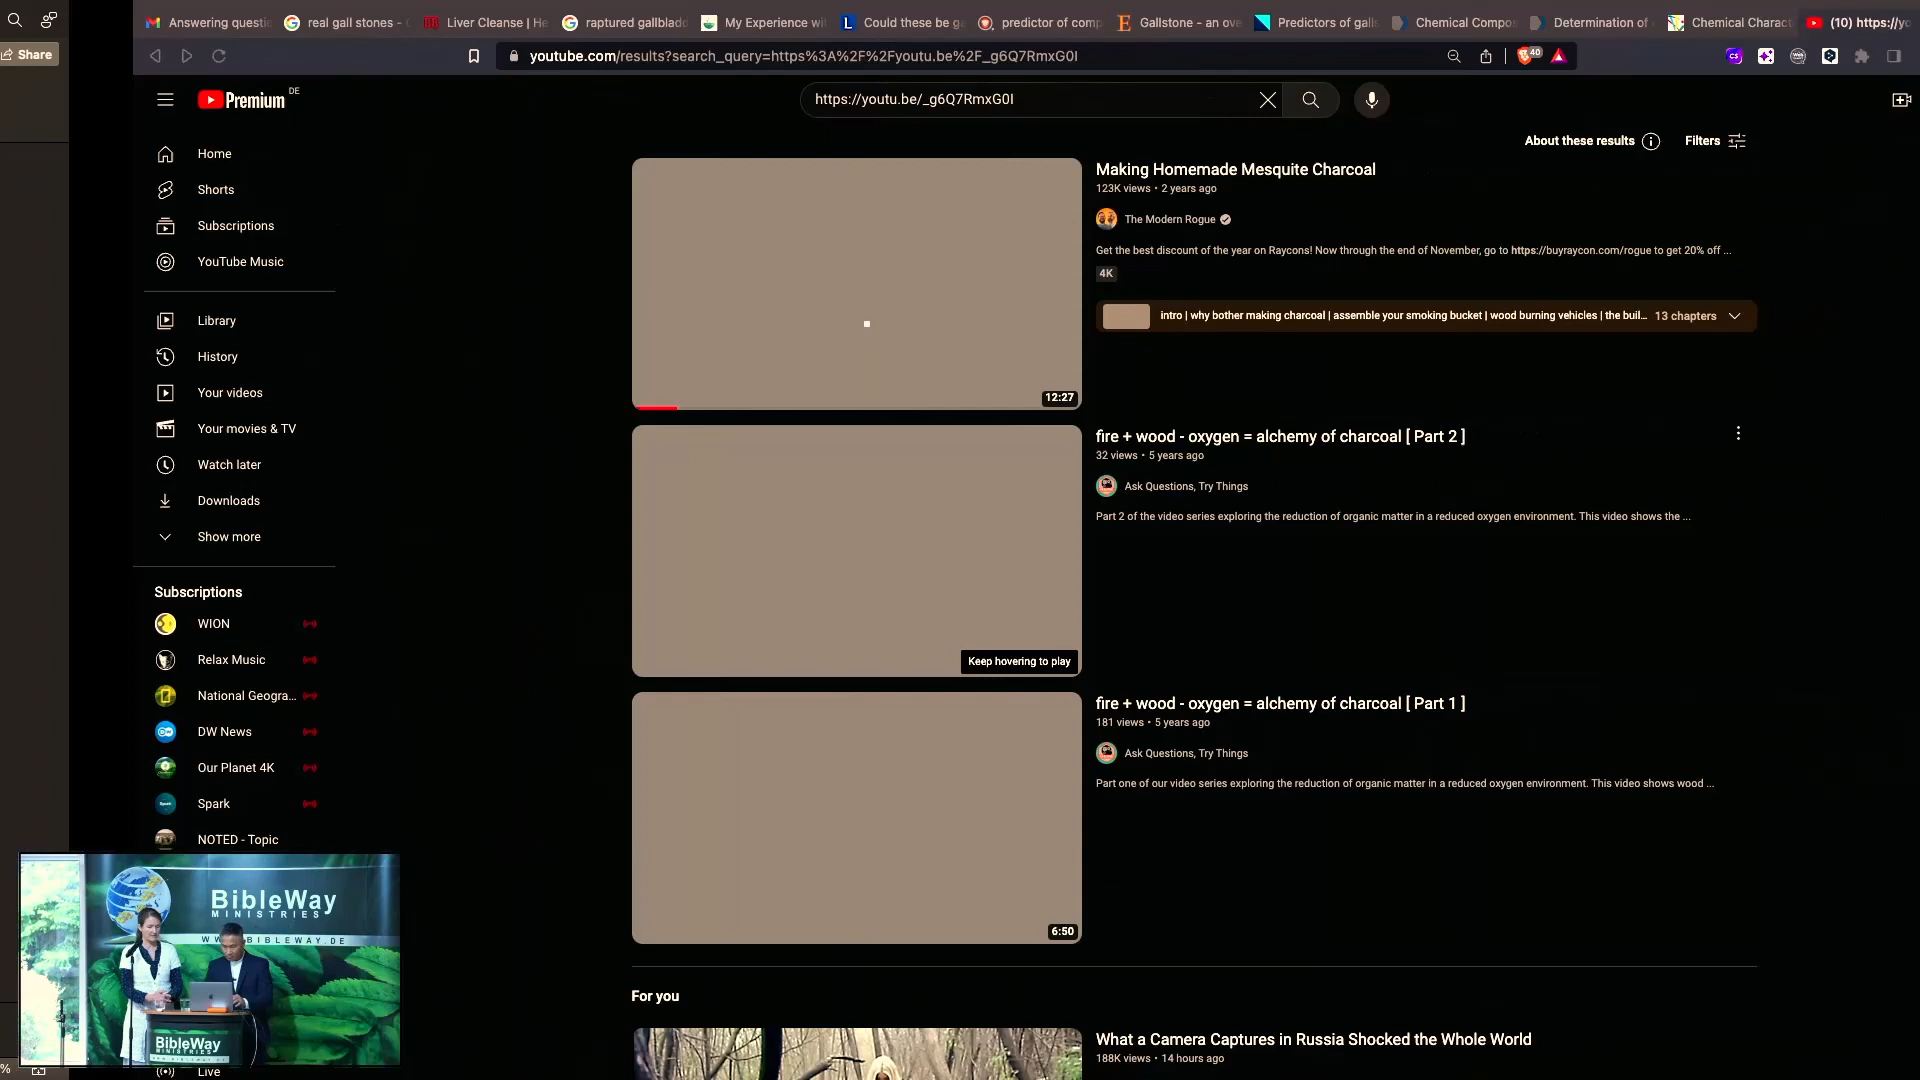 Share
Answering questi
real gall stones -
Liver Cleanse | He
raptured gallbladd
My Experience wi
Could these be g
predictor of comp
Gallstone - an ove
Predictors of galls
Chemical Compos
Determination of
Chemical Charact
(10) https://yo
youtube.com/results?search_query=https%3A%2F%2Fyoutu.be%2F_g6Q7RmxG0I
40
Premium DE
https://youtu.be/_g6Q7RmxG0I
About these results
Filters
Home
Shorts
Subscriptions
YouTube Music
Library
History
Your videos
Your movies & TV
Watch later
Downloads
Show more
Subscriptions
WION
Relax Music
National Geogra...
DW News
Our Planet 4K
Spark
NOTED - Topic
Live
Making Homemade Mesquite Charcoal
123K views • 2 years ago
The Modern Rogue
Get the best discount of the year on Raycons! Now through the end of November, go to https://buyraycon.com/rogue to get 20% off ...
4K
intro | why bother making charcoal | assemble your smoking bucket | wood burning vehicles | the buil... 13 chapters
12:27
fire + wood - oxygen = alchemy of charcoal [ Part 2 ]
32 views • 5 years ago
Ask Questions, Try Things
Part 2 of the video series exploring the reduction of organic matter in a reduced oxygen environment. This video shows the ...
Keep hovering to play
fire + wood - oxygen = alchemy of charcoal [ Part 1 ]
181 views • 5 years ago
Ask Questions, Try Things
Part one of our video series exploring the reduction of organic matter in a reduced oxygen environment. This video shows wood ...
6:50
For you
What a Camera Captures in Russia Shocked the Whole World
188K views • 14 hours ago
BibleWay
MINISTRIES
BIBLEWAY.DE
BibleWay
MINISTRIES
%